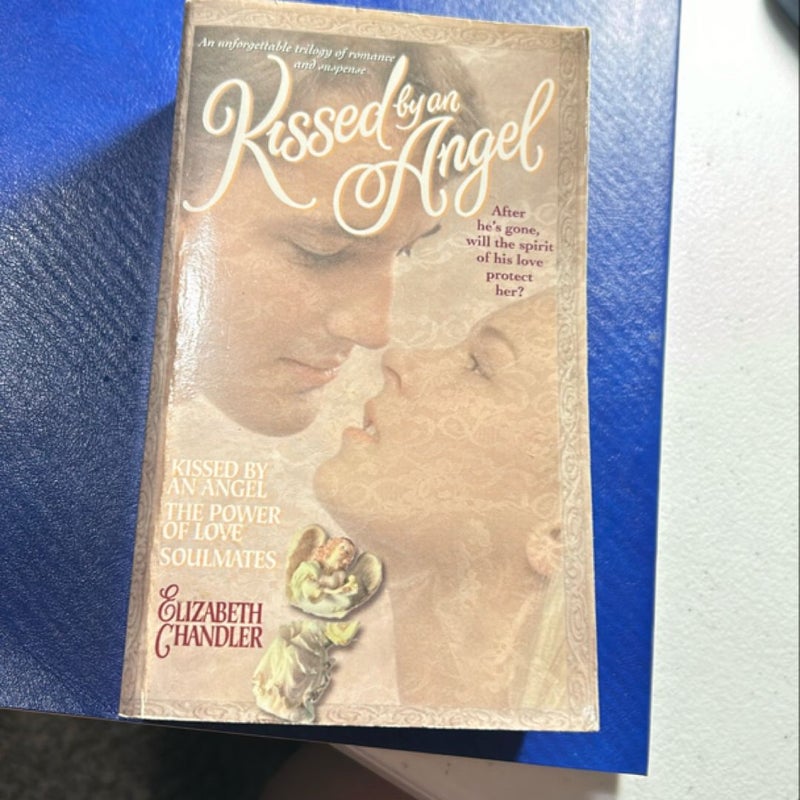 An unforgettable trilogy of romance
and suspense
Kissed by an
Angel
After
he's gone,
will the spirit
of his love
protect
her?
KISSED BY
AN ANGEL
THE POWER
OF LOVE
SOULMATES
ELIZABETH
CHANDLER